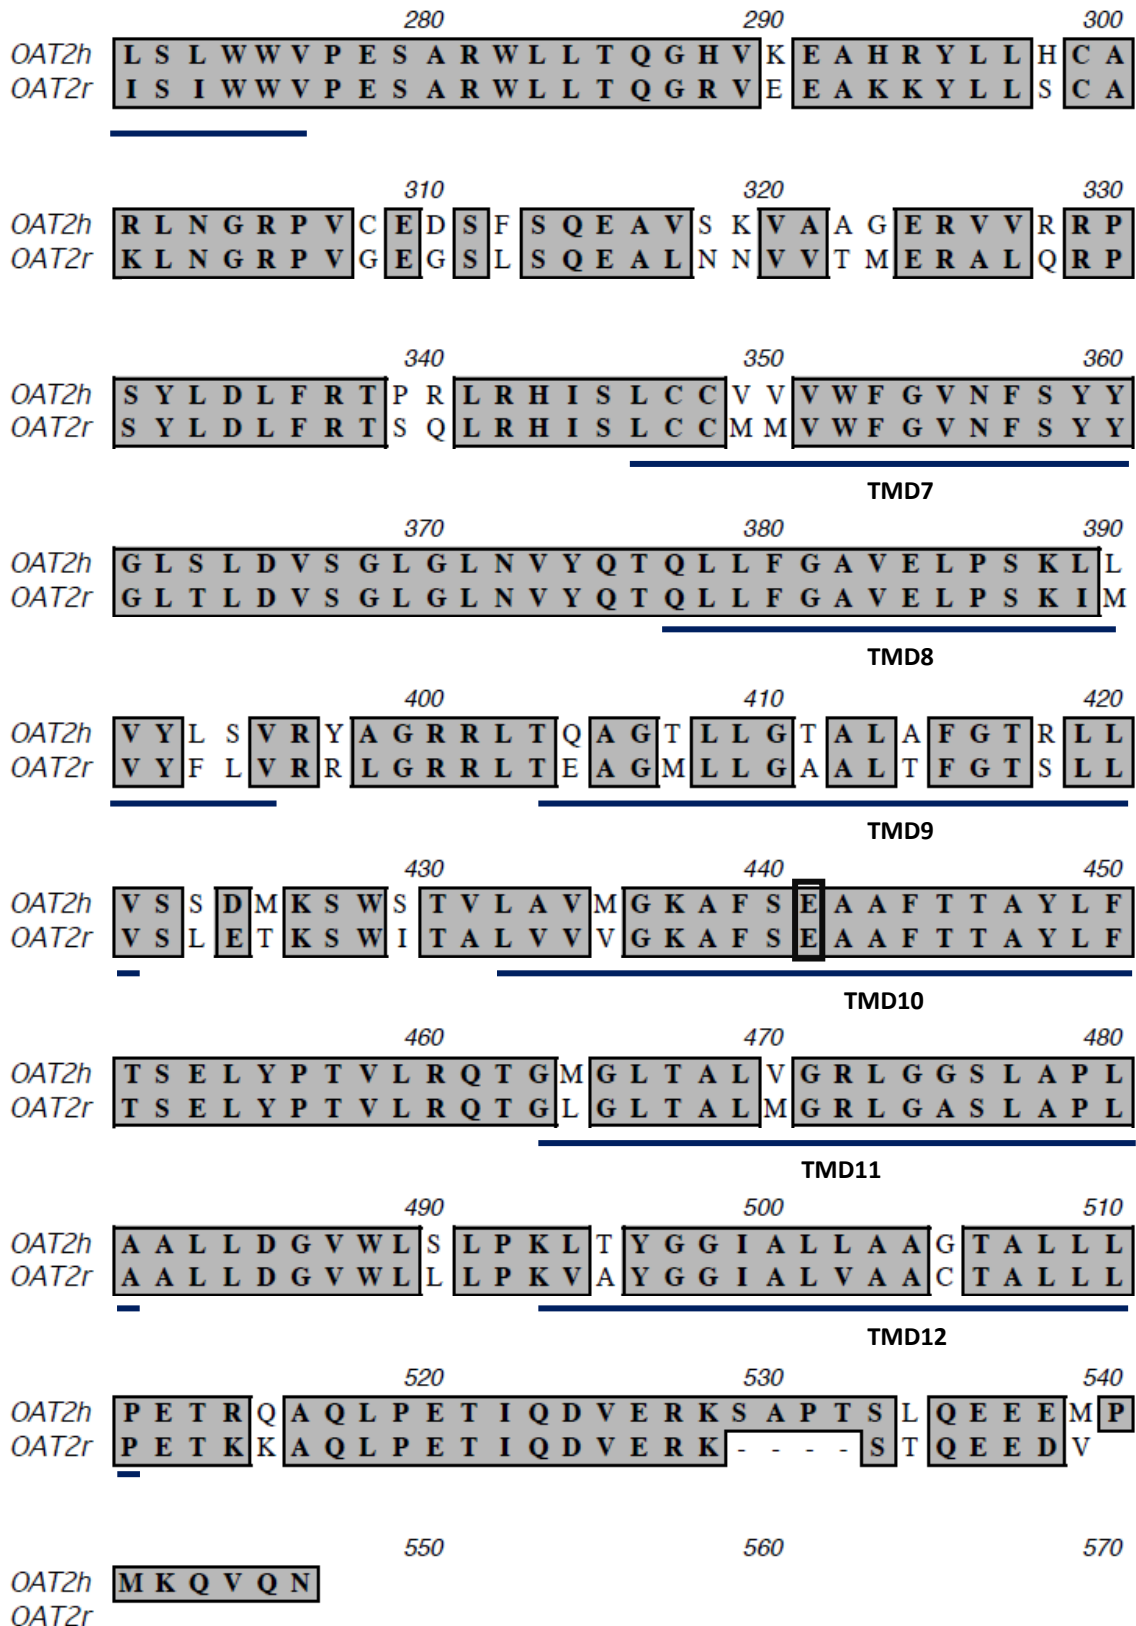 280 290 300
OAT2h L S L W W V P E S A R W L L T Q G H V K E A H R Y L L H C A
OAT2r I S I W W V P E S A R W L L T Q G R V E E A K K Y L L S C A
310 320 330
OAT2h R L N G R P V C E D S F S Q E A V S K V A A G E R V V R R P
OAT2r K L N G R P V G E G S L S Q E A L N N V V T M E R A L Q R P
340 350 360
OAT2h S Y L D L F R T P R L R H I S L C C V V V W F G V N F S Y Y
OAT2r S Y L D L F R T S Q L R H I S L C C M M V W F G V N F S Y Y
TMD7
370 380 390
OAT2h G L S L D V S G L G L N V Y Q T Q L L F G A V E L P S K L L
OAT2r G L T L D V S G L G L N V Y Q T Q L L F G A V E L P S K I M
TMD8
400 410 420
OAT2h V Y L S V R Y A G R R L T Q A G T L L G T A L A F G T R L L
OAT2r V Y F L V R R L G R R L T E A G M L L G A A L T F G T S L L
TMD9
430 440 450
OAT2h V S S D M K S W S T V L A V M G K A F S E A A F T T A Y L F
OAT2r V S L E T K S W I T A L V V V G K A F S E A A F T T A Y L F
TMD10
460 470 480
OAT2h T S E L Y P T V L R Q T G M G L T A L V G R L G G S L A P L
OAT2r T S E L Y P T V L R Q T G L G L T A L M G R L G A S L A P L
TMD11
490 500 510
OAT2h A A L L D G V W L S L P K L T Y G G I A L L A A G T A L L L
OAT2r A A L L D G V W L L L P K V A Y G G I A L V A A C T A L L L
TMD12
520 530 540
OAT2h P E T R Q A Q L P E T I Q D V E R K S A P T S L Q E E E M P
OAT2r P E T K K A Q L P E T I Q D V E R K - - - - S T Q E E D V
550 560 570
OAT2h M K Q V Q N
OAT2r